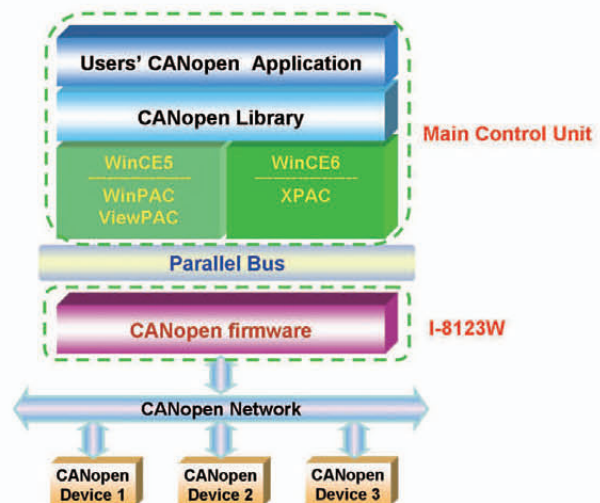 Users' CANopen Application
CANopen Library
Main Control Unit
WinCE5
WinPAC
ViewPAC
WinCE6
XPAC
Parallel Bus
CANopen firmware
I-8123W
CANopen Network
CANopen
Device 1
CANopen
Device 2
CANopen
Device 3